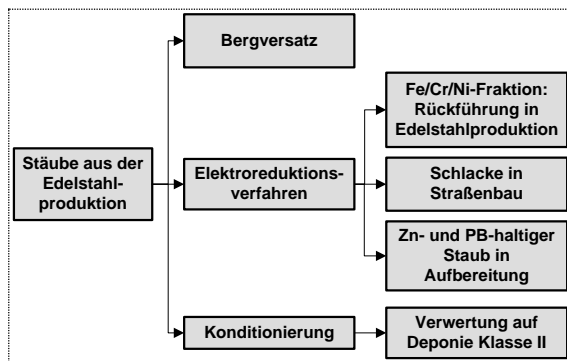 Bergversatz
Fe/Cr/Ni-Fraktion:
Rückführung in
Edelstahlproduktion
Stäube aus der
Edelstahl-
produktion
Elektroreduktions-
verfahren
Schlacke in
Straßenbau
Zn- und PB-haltiger
Staub in
Aufbereitung
Konditionierung
Verwertung auf
Deponie Klasse II